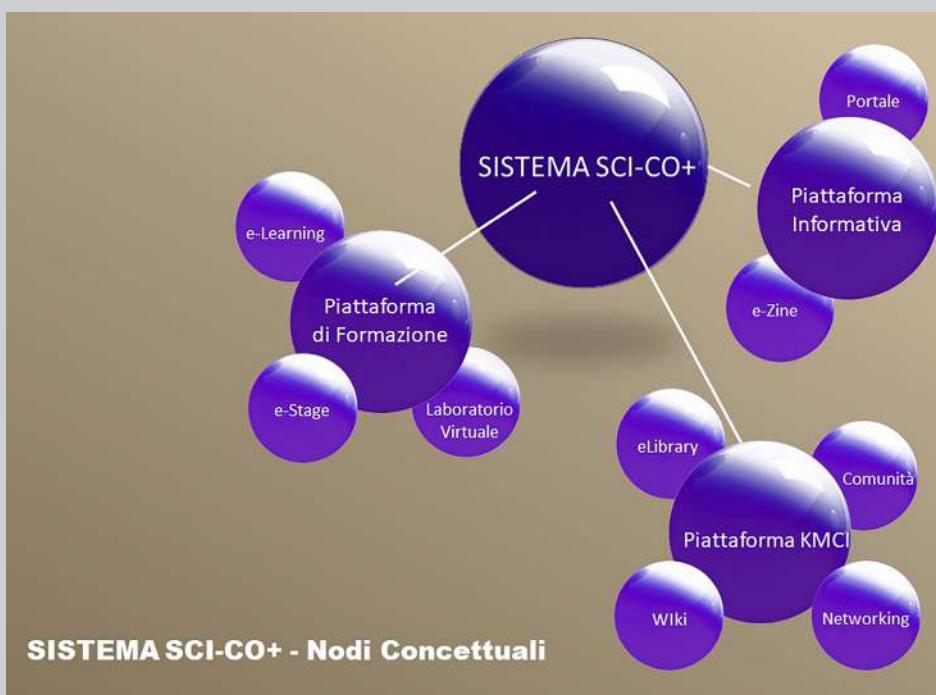 SISTEMA SCI-CO+
Portale
Piattaforma
Informativa
e-Zine
e-Learning
Piattaforma
di Formazione
e-Stage
Laboratorio
Virtuale
eLibrary
Comunità
Piattaforma KMCI
WIki
Networking
SISTEMA SCI-CO+ - Nodi Concettuali